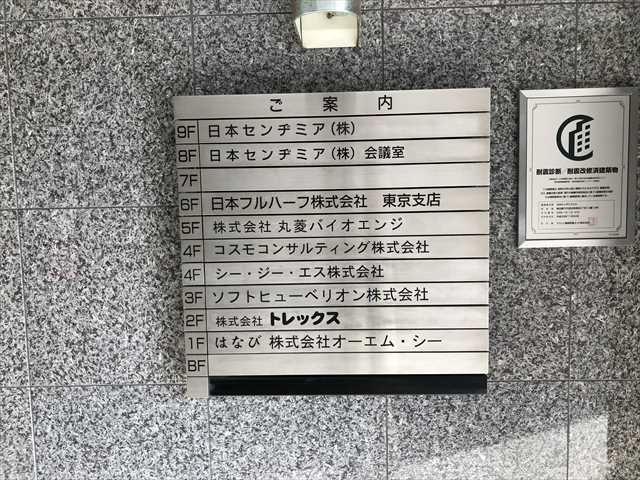 ご案内
9F 日本センヂミア(株)
8F 日本センヂミア(株)会議室
7F
6F 日本フルハーフ株式会社 東京支店
5F 株式会社 丸菱バイオエンジ
4F コスモコンサルティング株式会社
4F シー・ジー・エス株式会社
3F ソフトヒューベリオン株式会社
2F 株式会社 トレックス
1F はなび 株式会社オーエム・シー
BF
耐震診断・耐震改修済建築物